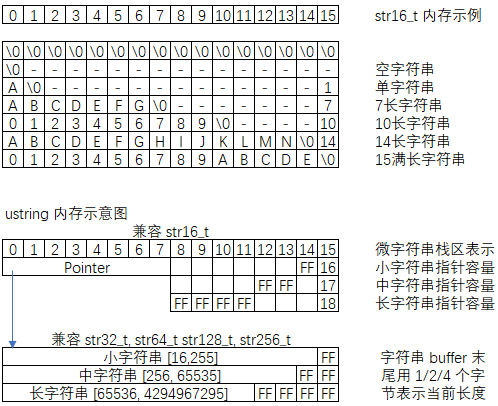 0 1 2 3 4 5 6 7 8 9 10 11 12 13 14 15 str16_t 内存示例
\0 \0 \0 \0 \0 \0 \0 \0 \0 \0 \0 \0 \0 \0 \0 \0
\0 - - - - - - - - - - - - - - 空字符串
A \0 - - - - - - - - - - - - - 1 单字符串
A B C D E F G \0 - - - - - - - 7 7长字符串
0 1 2 3 4 5 6 7 8 9 \0 - - - - 10 10长字符串
A B C D E F G H I J K L M N \0 14 14长字符串
0 1 2 3 4 5 6 7 8 9 A B C D E \0 15满长字符串
ustring 内存示意图
兼容 str16_t
0 1 2 3 4 5 6 7 8 9 10 11 12 13 14 15 微字符串栈区表示
Pointer FF 16 小字符串指针容量
FF FF 17 中字符串指针容量
FF FF FF FF 18 长字符串指针容量
兼容 str32_t, str64_t str128_t, str256_t
小字符串 [16,255] FF 字符串 buffer 末
中字符串 [256, 65535] FF FF 尾用 1/2/4 个字
长字符串 [65536, 4294967295] FF FF FF FF 节表示当前长度